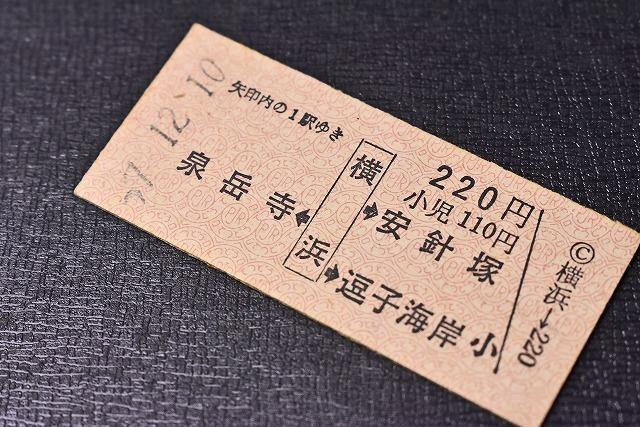 57.12.10
矢印内の1駅ゆき
泉岳寺←
横浜
→安針塚
→逗子海岸
220円
小児110円
小
©横浜→220